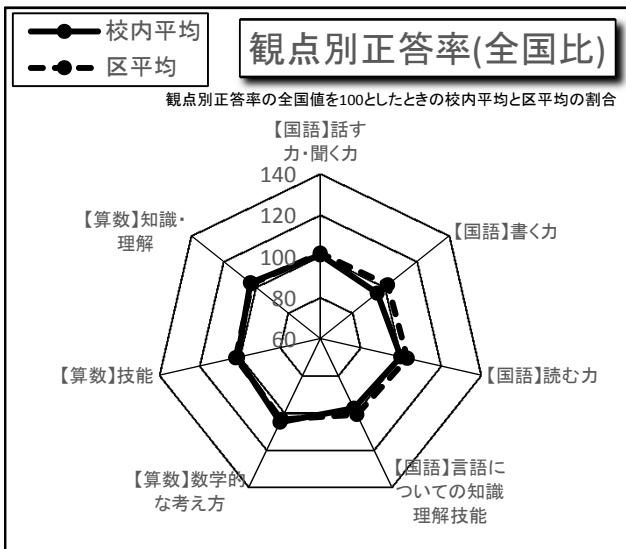 校内平均
区平均
観点別正答率(全国比)
観点別正答率の全国値を100としたときの校内平均と区平均の割合
【国語】話す
力・聞く力
140
120
100
80
60
【国語】書く力
【国語】読む力
【国語】言語に
ついての知識
理解技能
【算数】数学的
な考え方
【算数】技能
【算数】知識・
理解